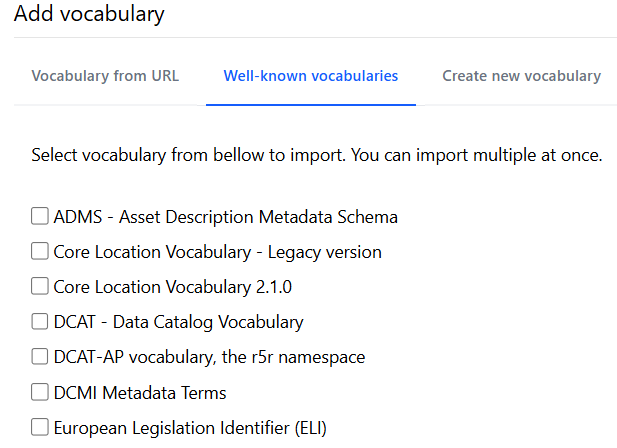 Add vocabulary
Vocabulary from URL
Well-known vocabularies
Create new vocabulary
Select vocabulary from bellow to import. You can import multiple at once.
ADMS - Asset Description Metadata Schema
Core Location Vocabulary - Legacy version
Core Location Vocabulary 2.1.0
DCAT - Data Catalog Vocabulary
DCAT-AP vocabulary, the r5r namespace
DCMI Metadata Terms
European Legislation Identifier (ELI)